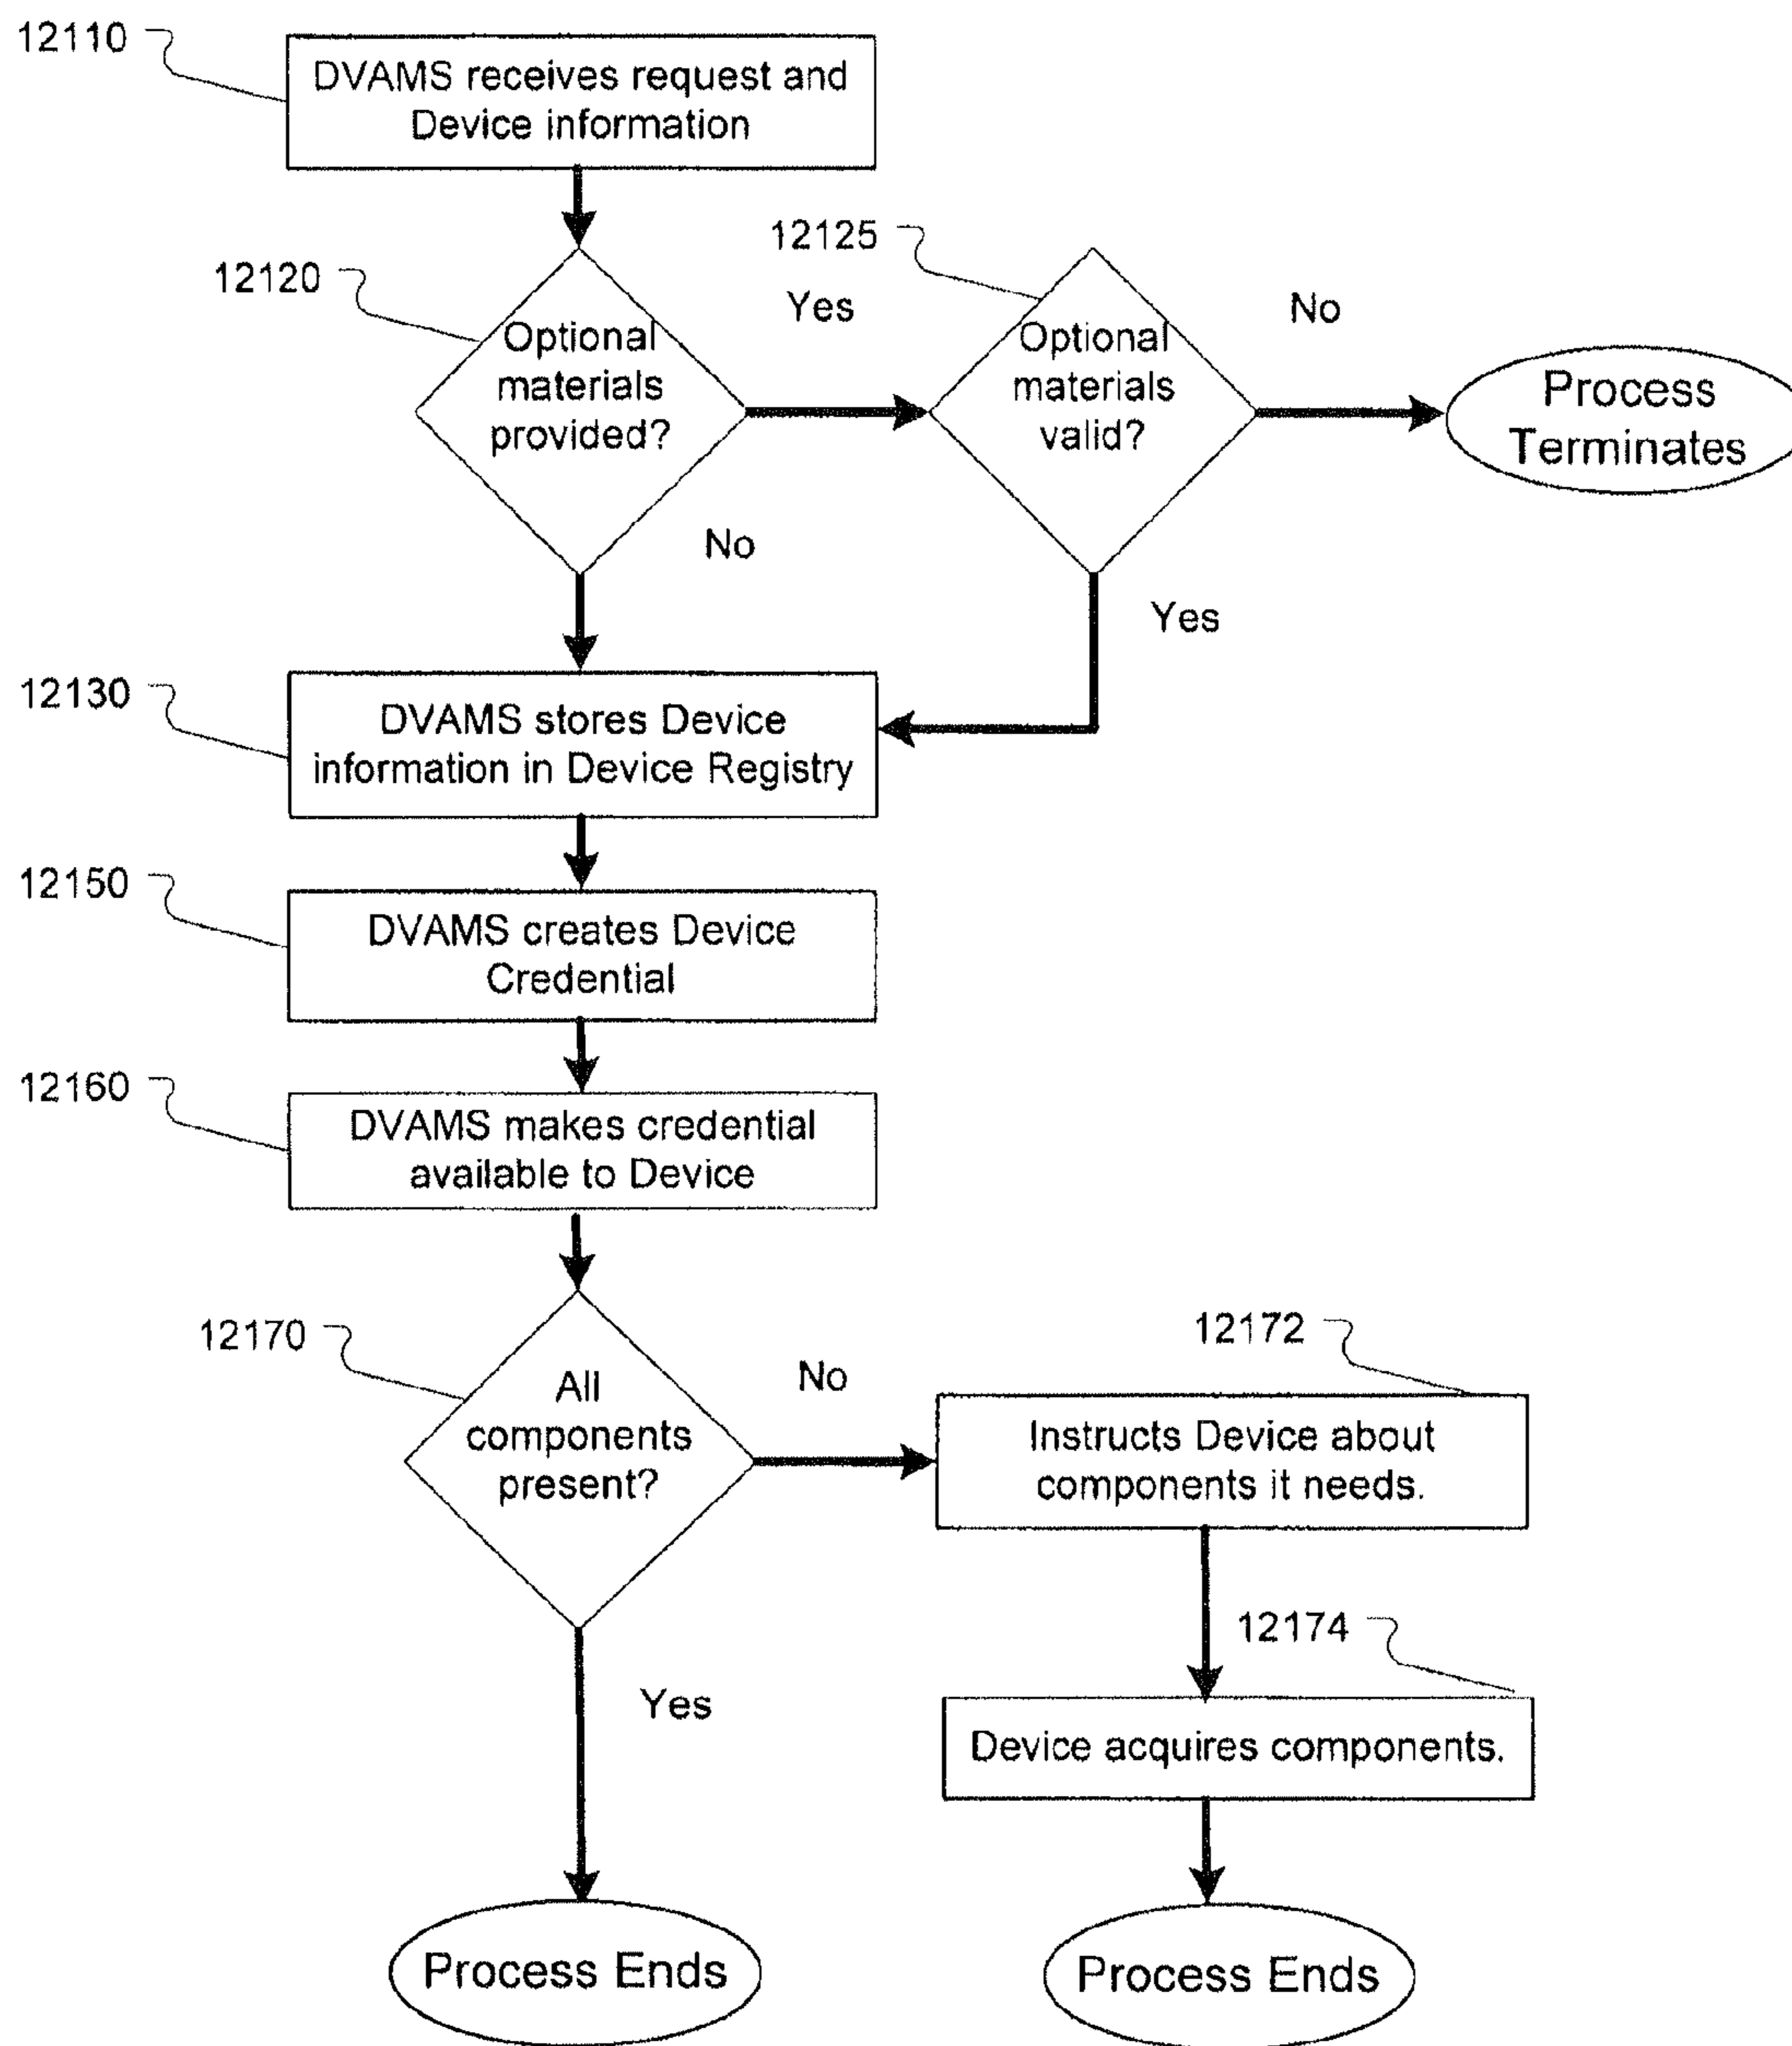 12110
DVAMS receives request and
Device information
12120
Optional
materials
provided?
Yes
12125
Optional
materials
valid?
No
Process
Terminates
No
Yes
12130
DVAMS stores Device
information in Device Registry
12150
DVAMS creates Device
Credential
12160
DVAMS makes credential
available to Device
12170
All
components
present?
No
12172
Instructs Device about
components it needs.
12174
Device acquires components.
Yes
Process Ends
Process Ends